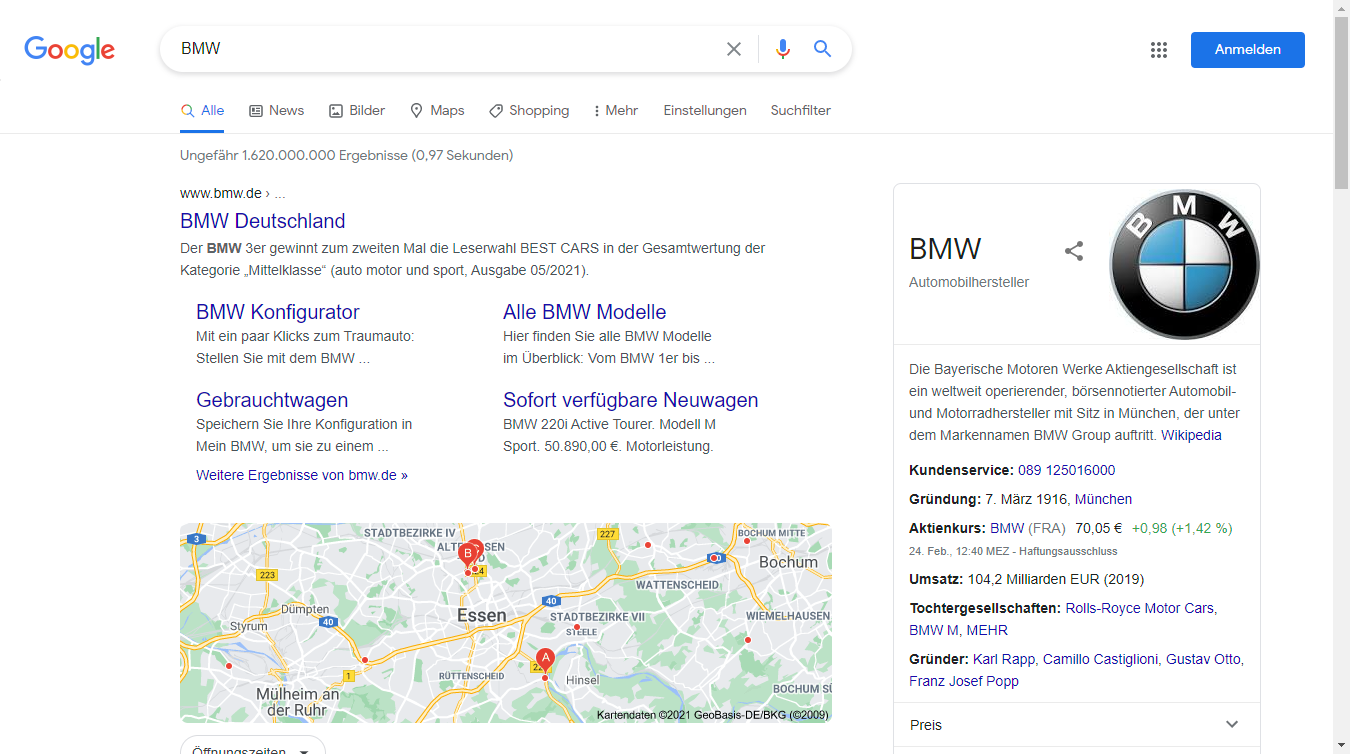 Google
BMW
Anmelden
Alle
News
Bilder
Maps
Shopping
Mehr
Einstellungen
Suchfilter
Ungefähr 1.620.000.000 Ergebnisse (0,97 Sekunden)
www.bmw.de › ...
BMW Deutschland
Der BMW 3er gewinnt zum zweiten Mal die Leserwahl BEST CARS in der Gesamtwertung der
Kategorie „Mittelklasse“ (auto motor und sport, Ausgabe 05/2021).
BMW Konfigurator
Mit ein paar Klicks zum Traumauto:
Stellen Sie mit dem BMW ...
Alle BMW Modelle
Hier finden Sie alle BMW Modelle
im Überblick: Vom BMW 1er bis ...
Gebrauchtwagen
Speichern Sie Ihre Konfiguration in
Mein BMW, um sie zu einem ...
Sofort verfügbare Neuwagen
BMW 220i Active Tourer. Modell M
Sport. 50.890,00 €. Motorleistung.
Weitere Ergebnisse von bmw.de »
3
STADTBEZIRKE IV
227
BOCHUM MITTE
B
Bochum
223
WATTENSCHEID
40
Dümpten
Essen
STADTBEZIRKE VII
WIEMELHAUSEN
40
Styrum
STEELE
A
1
RÜTTENSCHEID
Hinsel
Mülheim an
der Ruhr
BOCHUM SÜ
Kartendaten ©2021 GeoBasis-DE/BKG (©2009)
Öffnungszeiten
BMW
Automobilhersteller
BMW
Die Bayerische Motoren Werke Aktiengesellschaft ist
ein weltweit operierender, börsennotierter Automobil-
und Motorradhersteller mit Sitz in München, der unter
dem Markennamen BMW Group auftritt. Wikipedia
Kundenservice: 089 125016000
Gründung: 7. März 1916, München
Aktienkurs: BMW (FRA) 70,05 € +0,98 (+1,42 %)
24. Feb., 12:40 MEZ - Haftungsausschluss
Umsatz: 104,2 Milliarden EUR (2019)
Tochtergesellschaften: Rolls-Royce Motor Cars,
BMW M, MEHR
Gründer: Karl Rapp, Camillo Castiglioni, Gustav Otto,
Franz Josef Popp
Preis